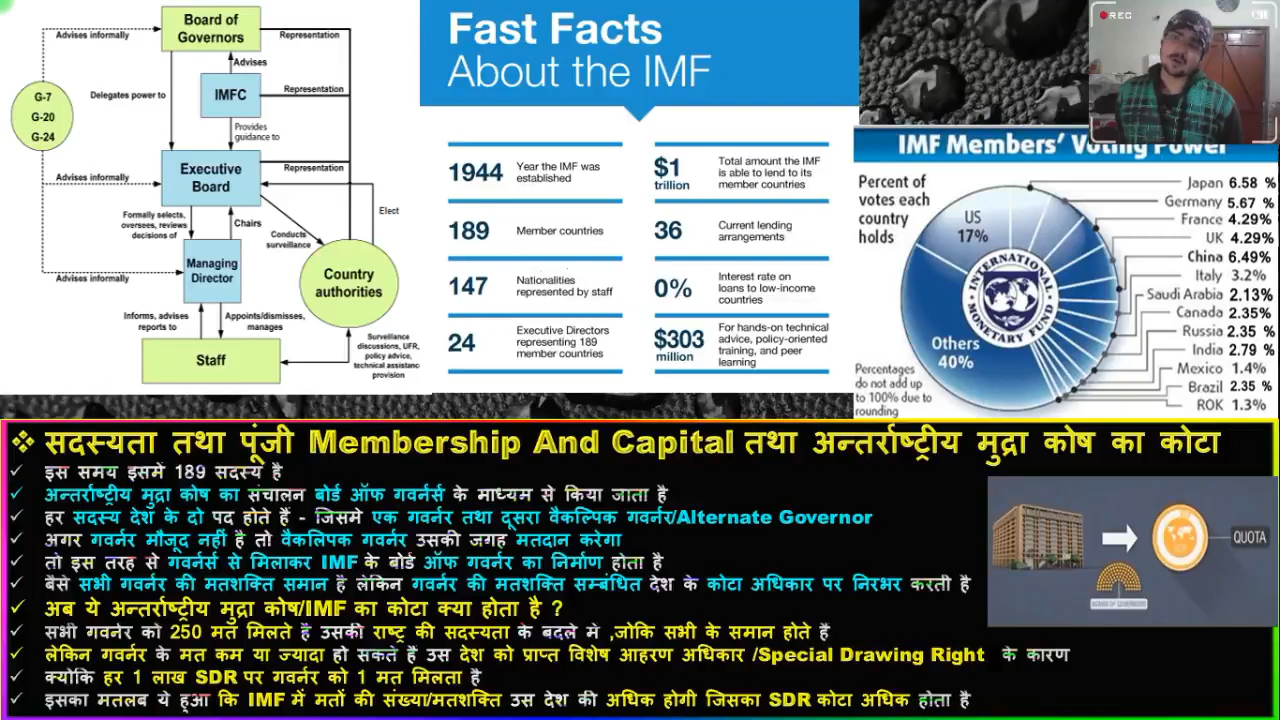 Board of
Governors
Advises informally
Representation
Advises
IMFC
Representation
Delegates power to
G-7
G-20
G-24
Provides
guidance to
Executive
Board
Representation
Advises informally
Elect
Formally selects,
oversees, reviews
decisions of
Chairs
Conducts
surveillance
Managing
Director
Country
authorities
Advises informally
Informs, advises
reports to
Appoints/dismisses,
manages
Staff
Surveillance
discussions, UFR,
policy advice,
technical assistanc
provision
Fast Facts
About the IMF
1944 Year the IMF was
established
189 Member countries
147 Nationalities
represented by staff
24 Executive Directors
representing 189
member countries
$1
trillion
Total amount the IMF
is able to lend to its
member countries
36 Current lending
arrangements
0% Interest rate on
loans to low-income
countries
$303
million
For hands-on technical
advice, policy-oriented
training, and peer
learning
REC
IMF Members' Voting Power
Percent of
votes each
country
holds
US
17%
Others
40%
INTERNATIONAL
MONETARY FUND
Percentages
do not add up
to 100% due to
rounding
Japan 6.58 %
Germany 5.67 %
France 4.29%
UK 4.29%
China 6.49%
Italy 3.2%
Saudi Arabia 2.13%
Canada 2.35%
Russia 2.35 %
India 2.79 %
Mexico 1.4%
Brazil 2.35 %
ROK 1.3%
❖ सदस्यता तथा पूंजी Membership And Capital तथा अन्तर्राष्ट्रीय मुद्रा कोष का कोटा
✓ इस समय इसमें 189 सदस्य है
✓ अन्तर्राष्ट्रीय मुद्रा कोष का संचालन बोर्ड ऑफ गवर्नर्स के माध्यम से किया जाता है
✓ हर सदस्य देश के दो पद होते हैं - जिसमे एक गवर्नर तथा दूसरा वैकल्पिक गवर्नर/Alternate Governor
✓ अगर गवर्नर मौजूद नहीं है तो वैकलिपक गवर्नर उसकी जगह मतदान करेगा
✓ तो इस तरह से गवर्नर्स से मिलाकर IMF के बोर्ड ऑफ गवर्नर का निर्माण होता है
✓ बैसे सभी गवर्नर की मतशक्ति समान है लेकिन गवर्नर की मतशक्ति सम्बंधित देश के कोटा अधिकार पर निरभर करती है
✓ अब ये अन्तर्राष्ट्रीय मुद्रा कोष/IMF का कोटा क्या होता है ?
✓ सभी गवर्नर को 250 मत मिलते है उसकी राष्ट्र की सदस्यता के बदले में ,जोकि सभी के समान होते है
✓ लेकिन गवर्नर के मत कम या ज्यादा हो सकते है उस देश को प्राप्त विशेष आहरण अधिकार /Special Drawing Right के कारण
✓ क्योकि हर 1 लाख SDR पर गवर्नर को 1 मत मिलता है
✓ इसका मतलब ये हुआ कि IMF में मतों की संख्या/मतशक्ति उस देश की अधिक होगी जिसका SDR कोटा अधिक होता है
QUOTA
BOARD OF GOVERNORS